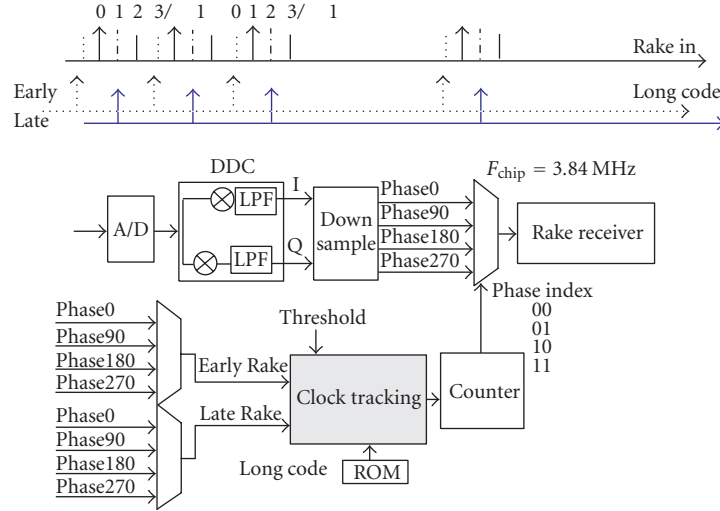 0 1 2 3/ 1 0 1 2 3/ 1
Rake in
Early
Long code
Late
DDC
F_chip = 3.84 MHz
I
LPF
A/D
Q
LPF
Down
sample
Phase0
Phase90
Phase180
Phase270
Rake receiver
Phase index
00
01
10
11
Phase0
Phase90
Phase180
Phase270
Phase0
Phase90
Phase180
Phase270
Threshold
Early Rake
Late Rake
Clock tracking
Counter
Long code
ROM